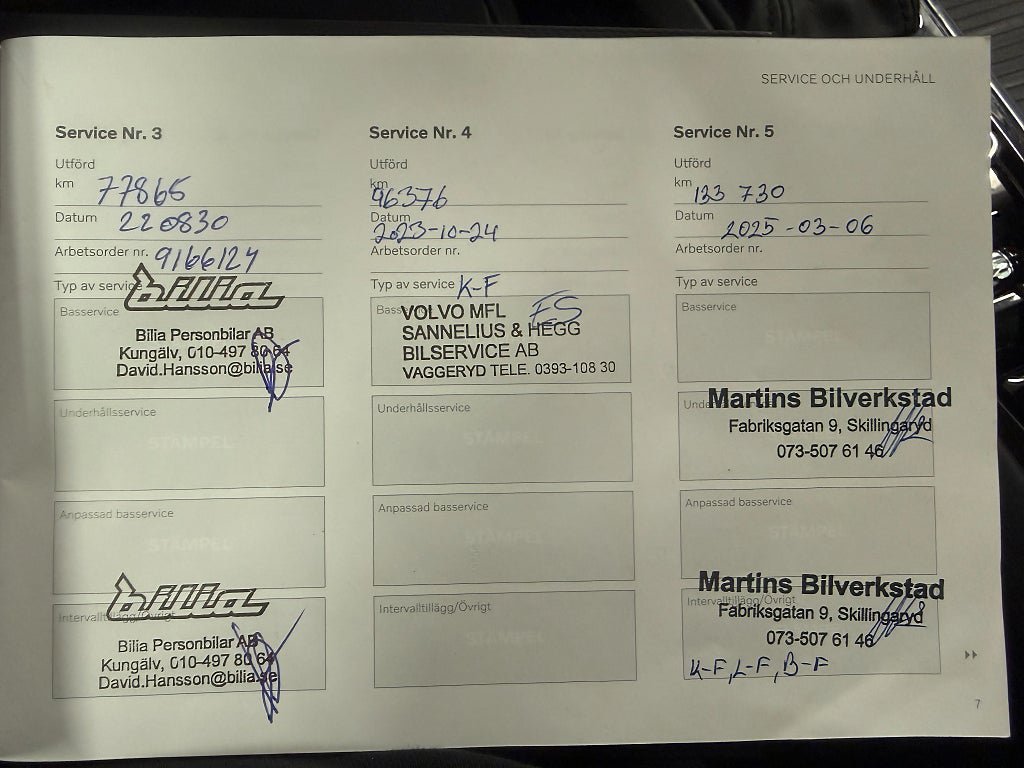 SERVICE OCH UNDERHÅLL
Service Nr. 3
Utförd
km 77865
Datum 220830
Arbetsorder nr. 9166124
Typ av service
bilia
Basservice
Bilia Personbilar AB
Kungälv, 010-497 80 64
David.Hansson@bilia.se
Underhållsservice
STÄMPEL
Anpassad basservice
STÄMPEL
bilia
Intervalltillägg/Övrigt
Bilia Personbilar AB
Kungälv, 010-497 80 64
David.Hansson@bilia.se
Service Nr. 4
Utförd
km 96376
Datum 2023-10-24
Arbetsorder nr.
Typ av service K-F
Basservice
VOLVO MFL
SANNELIUS & HEGG
BILSERVICE AB
VAGGERYD TELE. 0393-108 30
Underhållsservice
STÄMPEL
Anpassad basservice
Intervalltillägg/Övrigt
STÄMPEL
Service Nr. 5
Utförd
km 133 730
Datum 2025-03-06
Arbetsorder nr.
Typ av service
Basservice
STÄMPEL
Martins Bilverkstad
Fabriksgatan 9, Skillingaryd
073-507 61 46
Anpassad basservice
STÄMPEL
Martins Bilverkstad
Intervalltillägg/Övrigt
Fabriksgatan 9, Skillingaryd
073-507 61 46
K-F, L-F, B-F
7